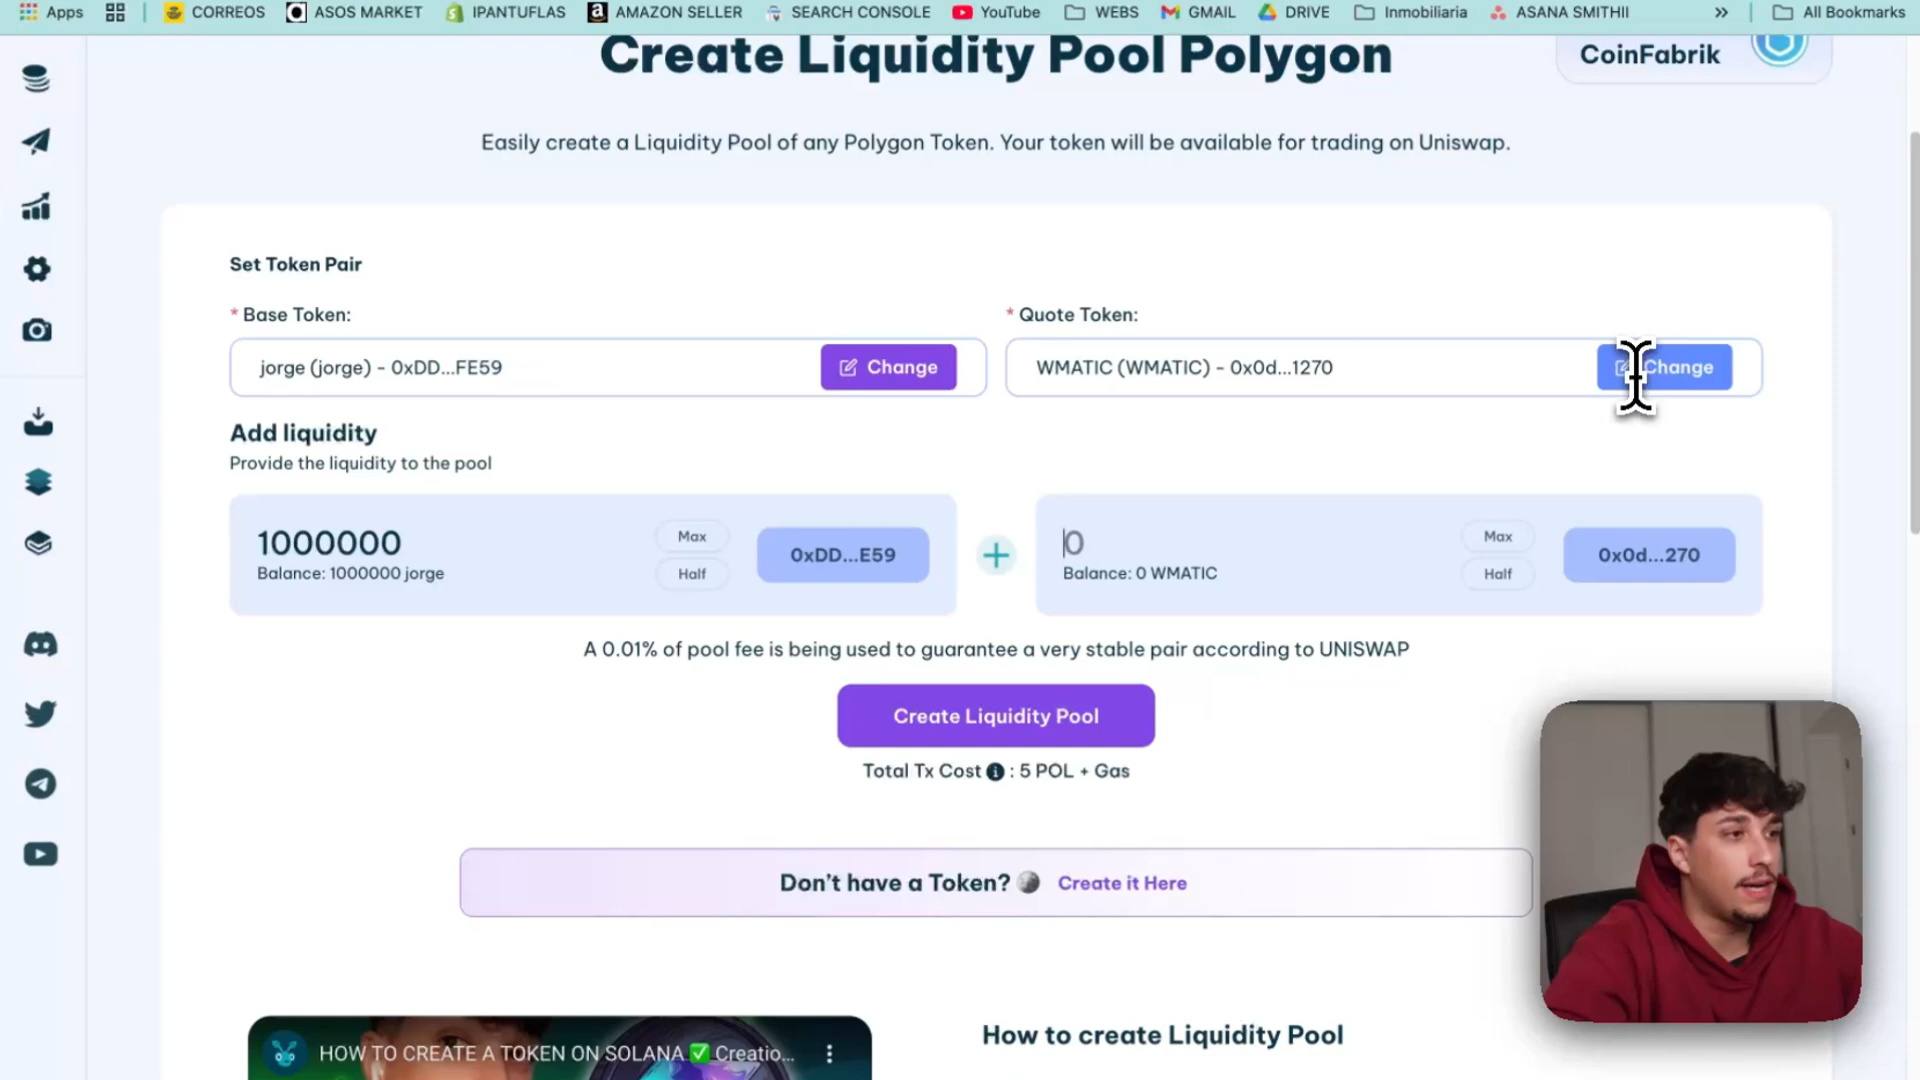 Apps
CORREOS
ASOS MARKET
IPANTUFLAS
AMAZON SELLER
SEARCH CONSOLE
YouTube
WEBS
GMAIL
DRIVE
Inmobiliaria
ASANA SMITHII
»
All Bookmarks
Create Liquidity Pool Polygon
CoinFabrik
Easily create a Liquidity Pool of any Polygon Token. Your token will be available for trading on Uniswap.
Set Token Pair
* Base Token:
* Quote Token:
jorge (jorge) - 0xDD...FE59
Change
WMATIC (WMATIC) - 0x0d...1270
Change
Add liquidity
Provide the liquidity to the pool
1000000
Max
0xDD...E59
Balance: 1000000 jorge
Half
0
Max
0x0d...270
Balance: 0 WMATIC
Half
A 0.01% of pool fee is being used to guarantee a very stable pair according to UNISWAP
Create Liquidity Pool
Total Tx Cost : 5 POL + Gas
Don't have a Token? Create it Here
HOW TO CREATE A TOKEN ON SOLANA ✅ Creatio...
How to create Liquidity Pool